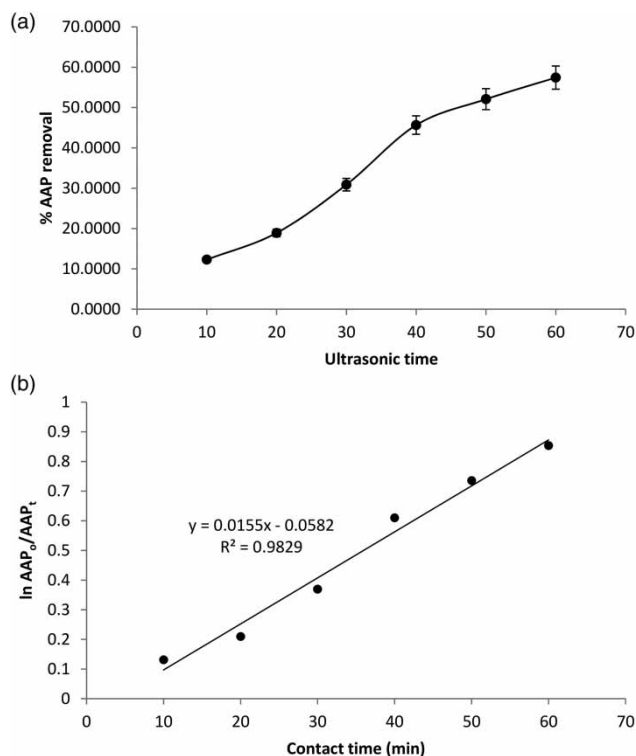 (a)
70.0000
60.0000
50.0000
40.0000
30.0000
20.0000
10.0000
0.0000
% AAP removal
0 10 20 30 40 50 60 70
Ultrasonic time
(b)
1
0.9
0.8
0.7
0.6
0.5
0.4
0.3
0.2
0.1
0
ln AAPₒ/AAPₜ
y = 0.0155x - 0.0582
R² = 0.9829
0 10 20 30 40 50 60 70
Contact time (min)